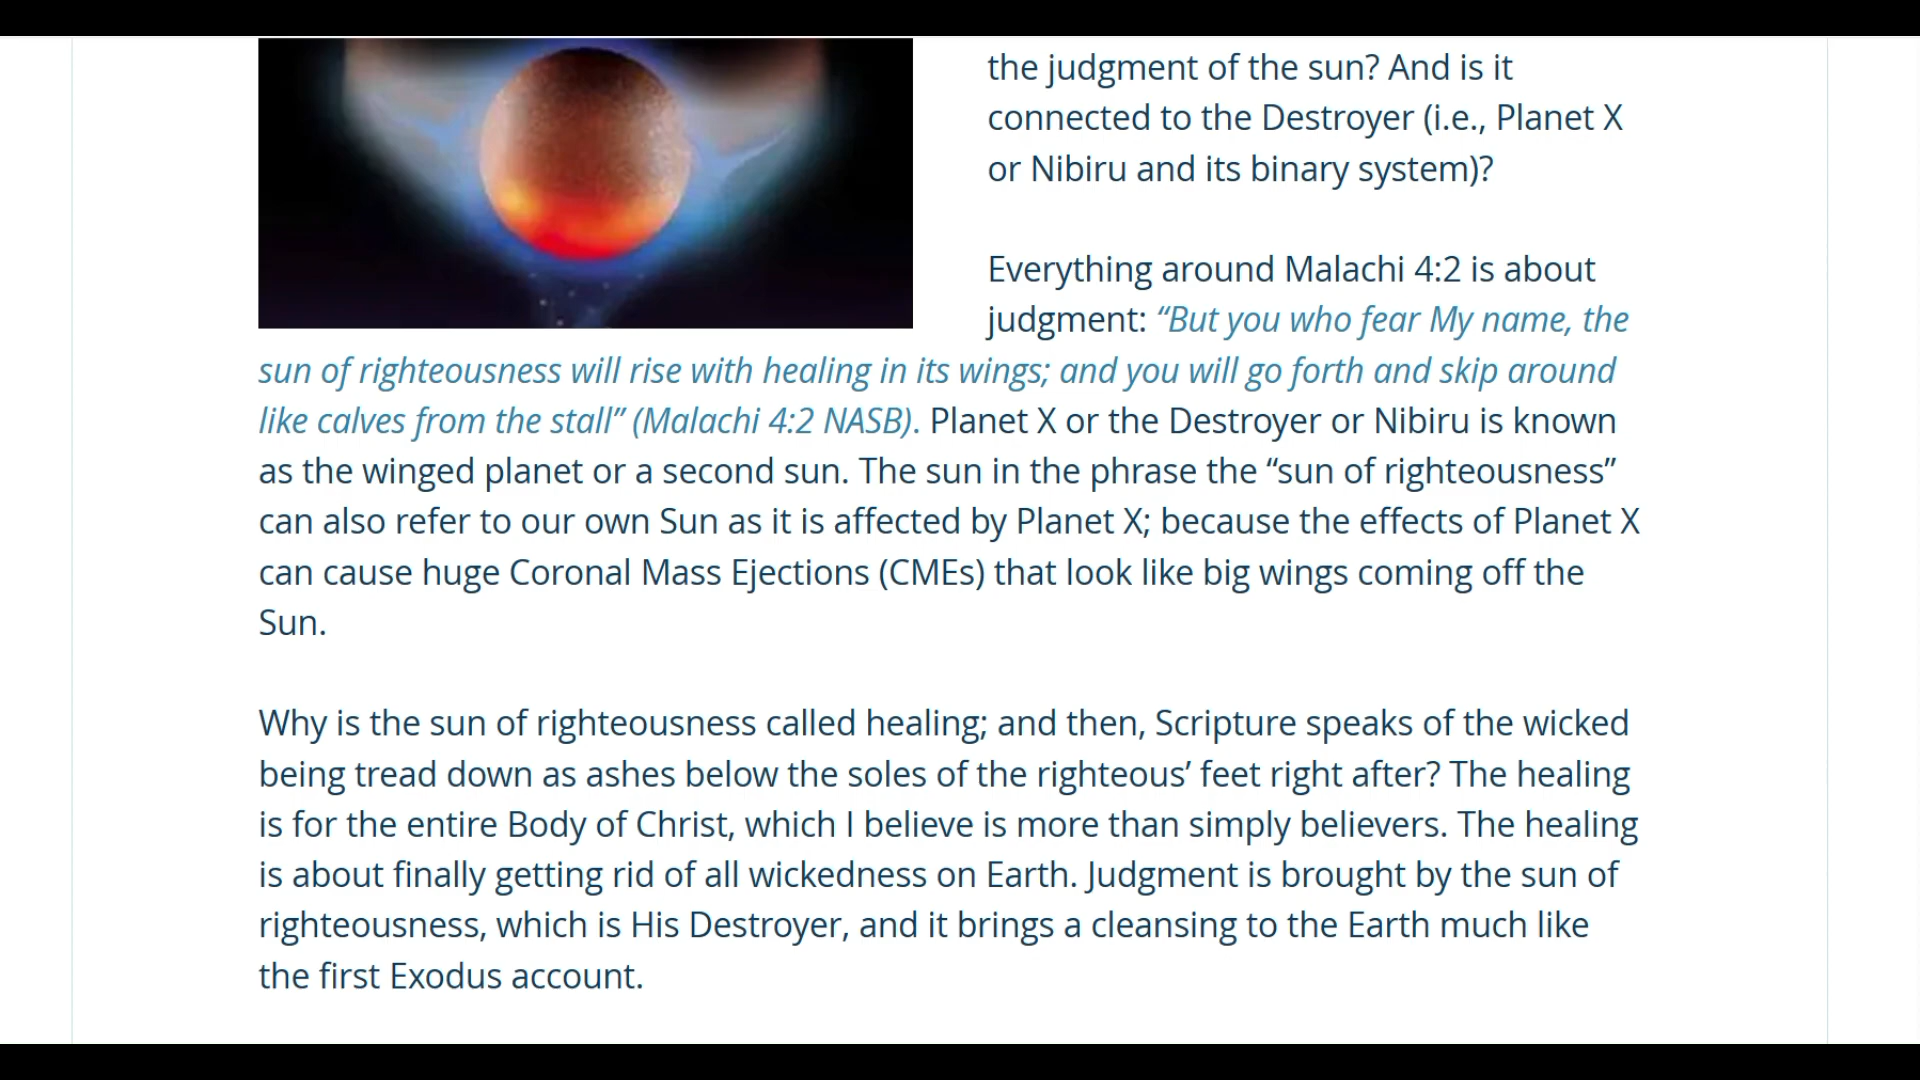 the judgment of the sun? And is it
connected to the Destroyer (i.e., Planet X
or Nibiru and its binary system)?
Everything around Malachi 4:2 is about
judgment: “But you who fear My name, the
sun of righteousness will rise with healing in its wings; and you will go forth and skip around
like calves from the stall” (Malachi 4:2 NASB). Planet X or the Destroyer or Nibiru is known
as the winged planet or a second sun. The sun in the phrase the “sun of righteousness”
can also refer to our own Sun as it is affected by Planet X; because the effects of Planet X
can cause huge Coronal Mass Ejections (CMEs) that look like big wings coming off the
Sun.
Why is the sun of righteousness called healing; and then, Scripture speaks of the wicked
being tread down as ashes below the soles of the righteous’ feet right after? The healing
is for the entire Body of Christ, which I believe is more than simply believers. The healing
is about finally getting rid of all wickedness on Earth. Judgment is brought by the sun of
righteousness, which is His Destroyer, and it brings a cleansing to the Earth much like
the first Exodus account.